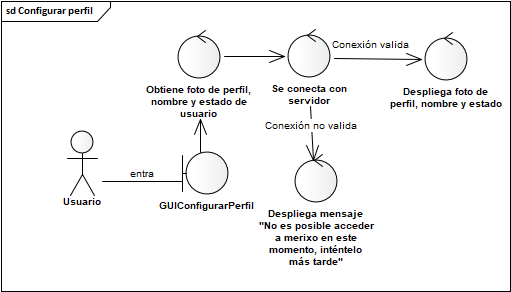 sd Configurar perfil
Conexión valida
Obtiene foto de perfil,
nombre y estado de
usuario
Se conecta con
servidor
Despliega foto de
perfil, nombre y estado
Conexión no valida
entra
Usuario
GUIConfigurarPerfil
Despliega mensaje
"No es posible acceder
a merixo en este
momento, inténtelo
más tarde"